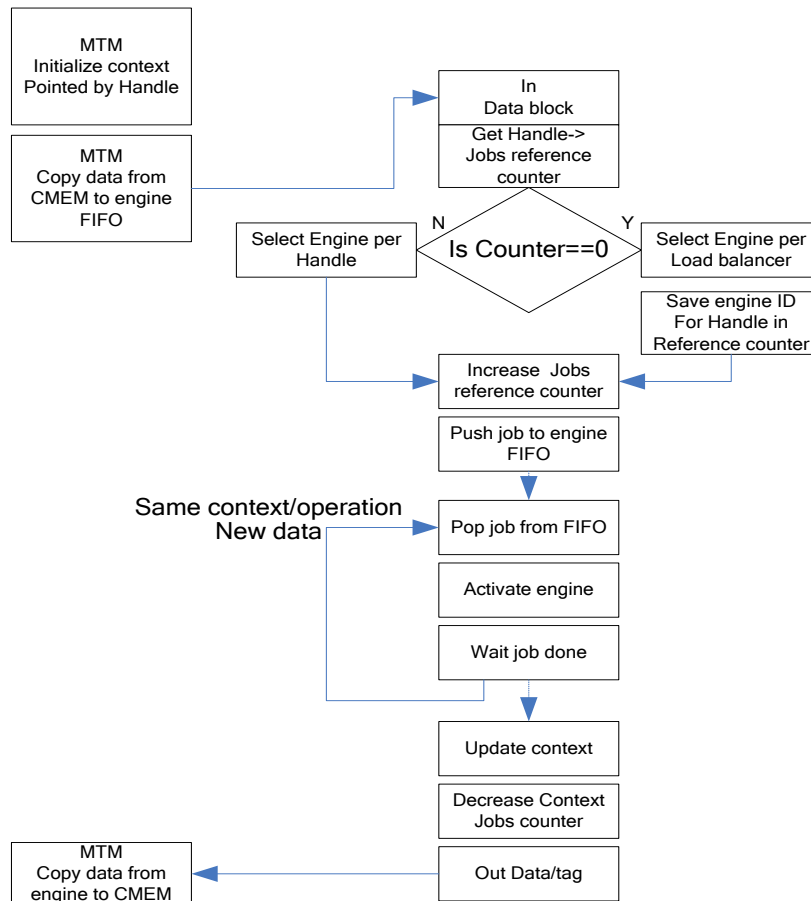 MTM
Initialize context
Pointed by Handle
MTM
Copy data from
CMEM to engine
FIFO
In
Data block
Get Handle->
Jobs reference
counter
N
Y
Is Counter==0
Select Engine per
Handle
Select Engine per
Load balancer
Save engine ID
For Handle in
Reference counter
Increase Jobs
reference counter
Push job to engine
FIFO
Same context/operation
New data
Pop job from FIFO
Activate engine
Wait job done
Update context
Decrease Context
Jobs counter
MTM
Copy data from
engine to CMEM
Out Data/tag